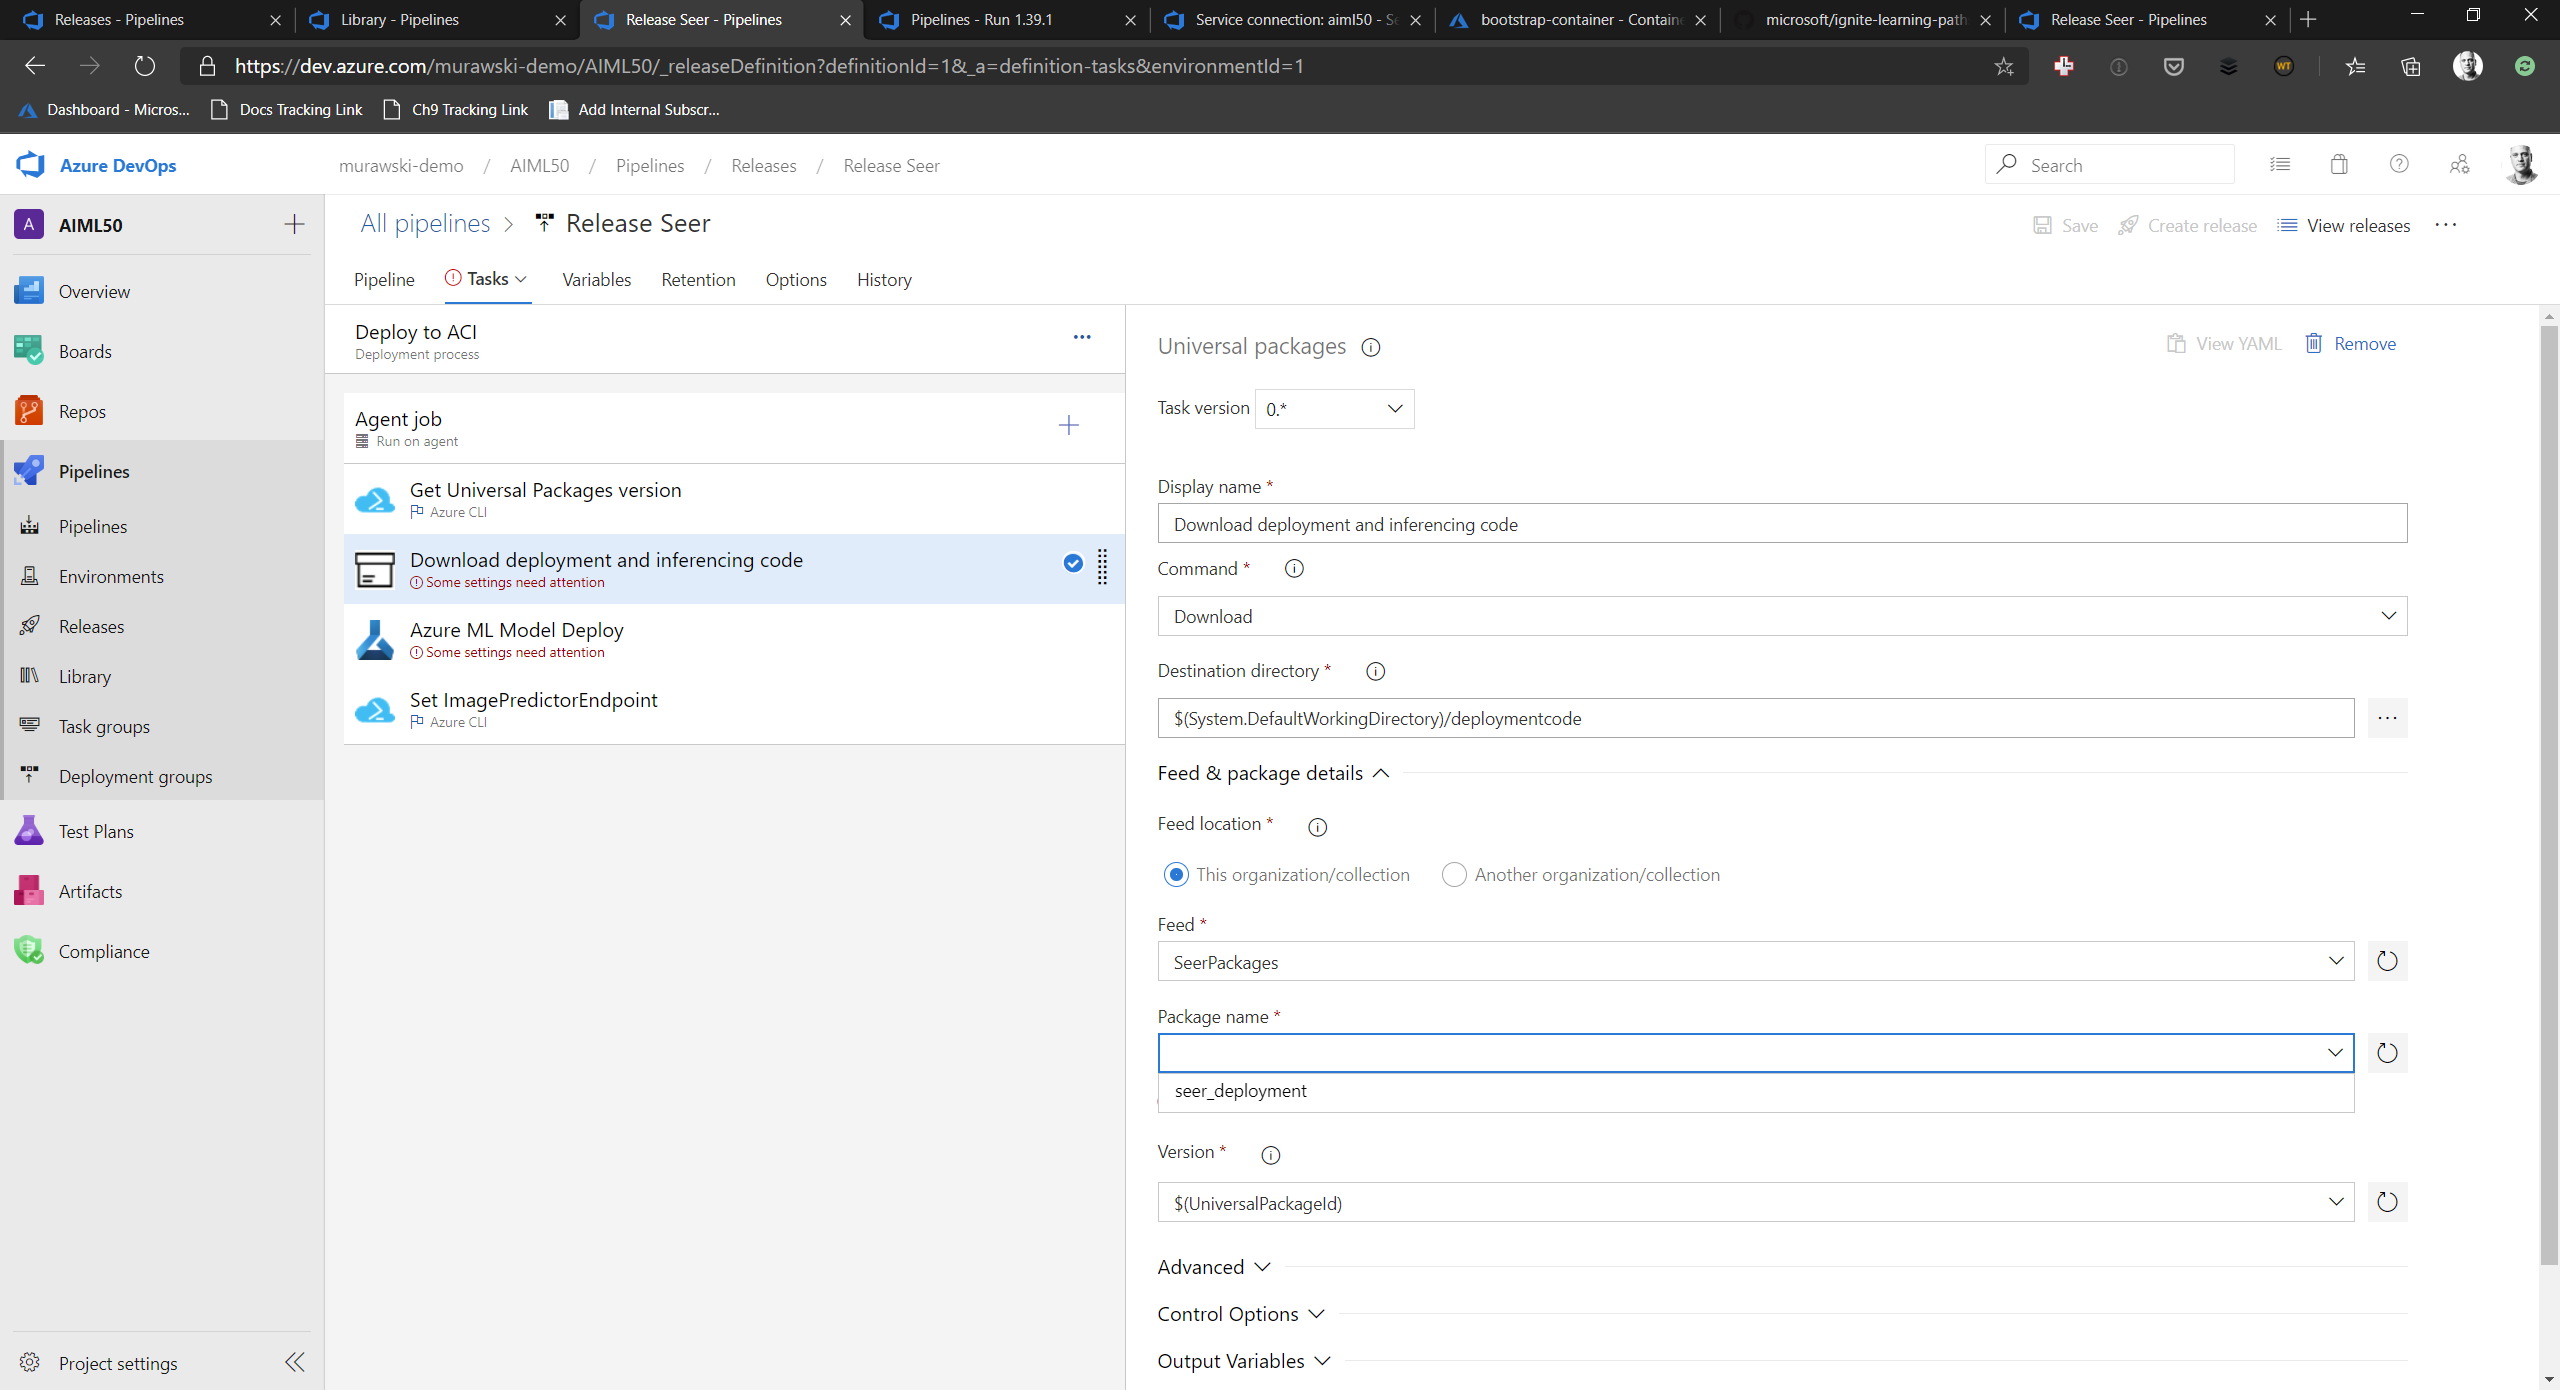 Releases - Pipelines
Library - Pipelines
Release Seer - Pipelines
Pipelines - Run 1.39.1
Service connection: aiml50 - Se
bootstrap-container - Containe
microsoft/ignite-learning-path
Release Seer - Pipelines
https://dev.azure.com/murawski-demo/AIML50/_releaseDefinition?definitionId=1&_a=definition-tasks&environmentId=1
WT
Dashboard - Micros...
Docs Tracking Link
Ch9 Tracking Link
Add Internal Subscr...
Azure DevOps
murawski-demo / AIML50 / Pipelines / Releases / Release Seer
Search
A AIML50
Overview
Boards
Repos
Pipelines
Pipelines
Environments
Releases
Library
Task groups
Deployment groups
Test Plans
Artifacts
Compliance
Project settings
All pipelines > Release Seer
Save
Create release
View releases
Pipeline
Tasks
Variables
Retention
Options
History
Deploy to ACI
Deployment process
Agent job
Run on agent
Get Universal Packages version
Azure CLI
Download deployment and inferencing code
Some settings need attention
Azure ML Model Deploy
Some settings need attention
Set ImagePredictorEndpoint
Azure CLI
Universal packages
View YAML
Remove
Task version 0.*
Display name *
Download deployment and inferencing code
Command *
Download
Destination directory *
$(System.DefaultWorkingDirectory)/deploymentcode
Feed & package details
Feed location *
This organization/collection
Another organization/collection
Feed *
SeerPackages
Package name *
seer_deployment
Version *
$(UniversalPackageId)
Advanced
Control Options
Output Variables